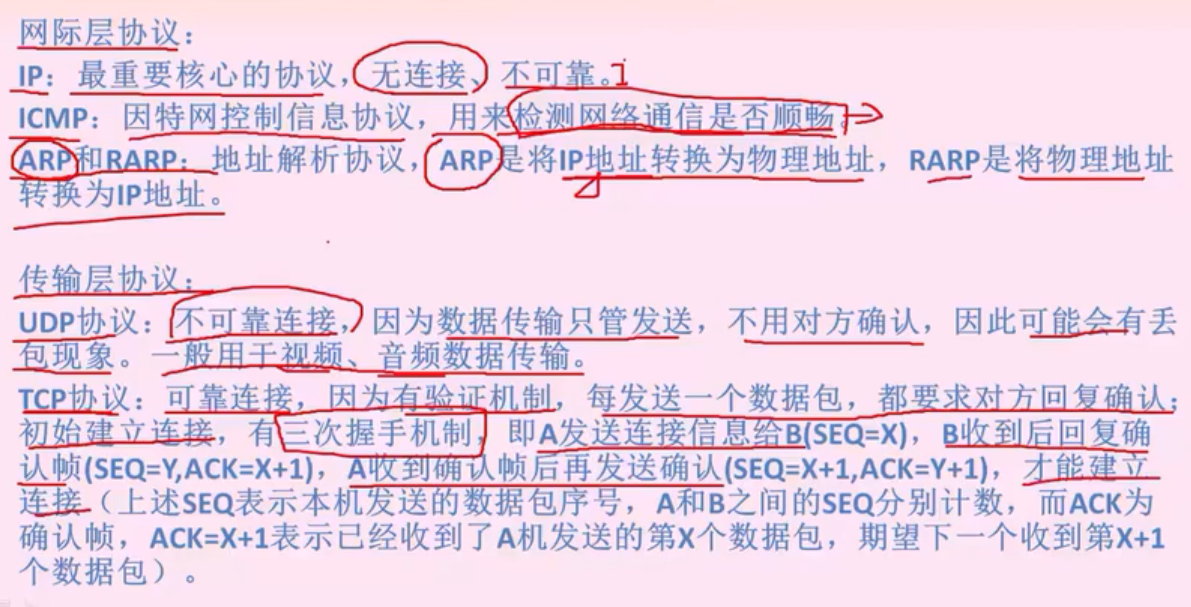 网际层协议：
IP：最重要核心的协议，无连接、不可靠。
ICMP：因特网控制信息协议，用来检测网络通信是否顺畅。
ARP和RARP：地址解析协议，ARP是将IP地址转换为物理地址，RARP是将物理地址
转换为IP地址。
传输层协议：
UDP协议：不可靠连接，因为数据传输只管发送，不用对方确认，因此可能会有丢
包现象。一般用于视频、音频数据传输。
TCP协议：可靠连接，因为有验证机制，每发送一个数据包，都要求对方回复确认；
初始建立连接，有三次握手机制，即A发送连接信息给B(SEQ=X)，B收到后回复确
认帧(SEQ=Y,ACK=X+1)，A收到确认帧后再发送确认(SEQ=X+1,ACK=Y+1)，才能建立
连接（上述SEQ表示本机发送的数据包序号，A和B之间的SEQ分别计数，而ACK为
确认帧，ACK=X+1表示已经收到了A机发送的第X个数据包，期望下一个收到第X+1
个数据包）。